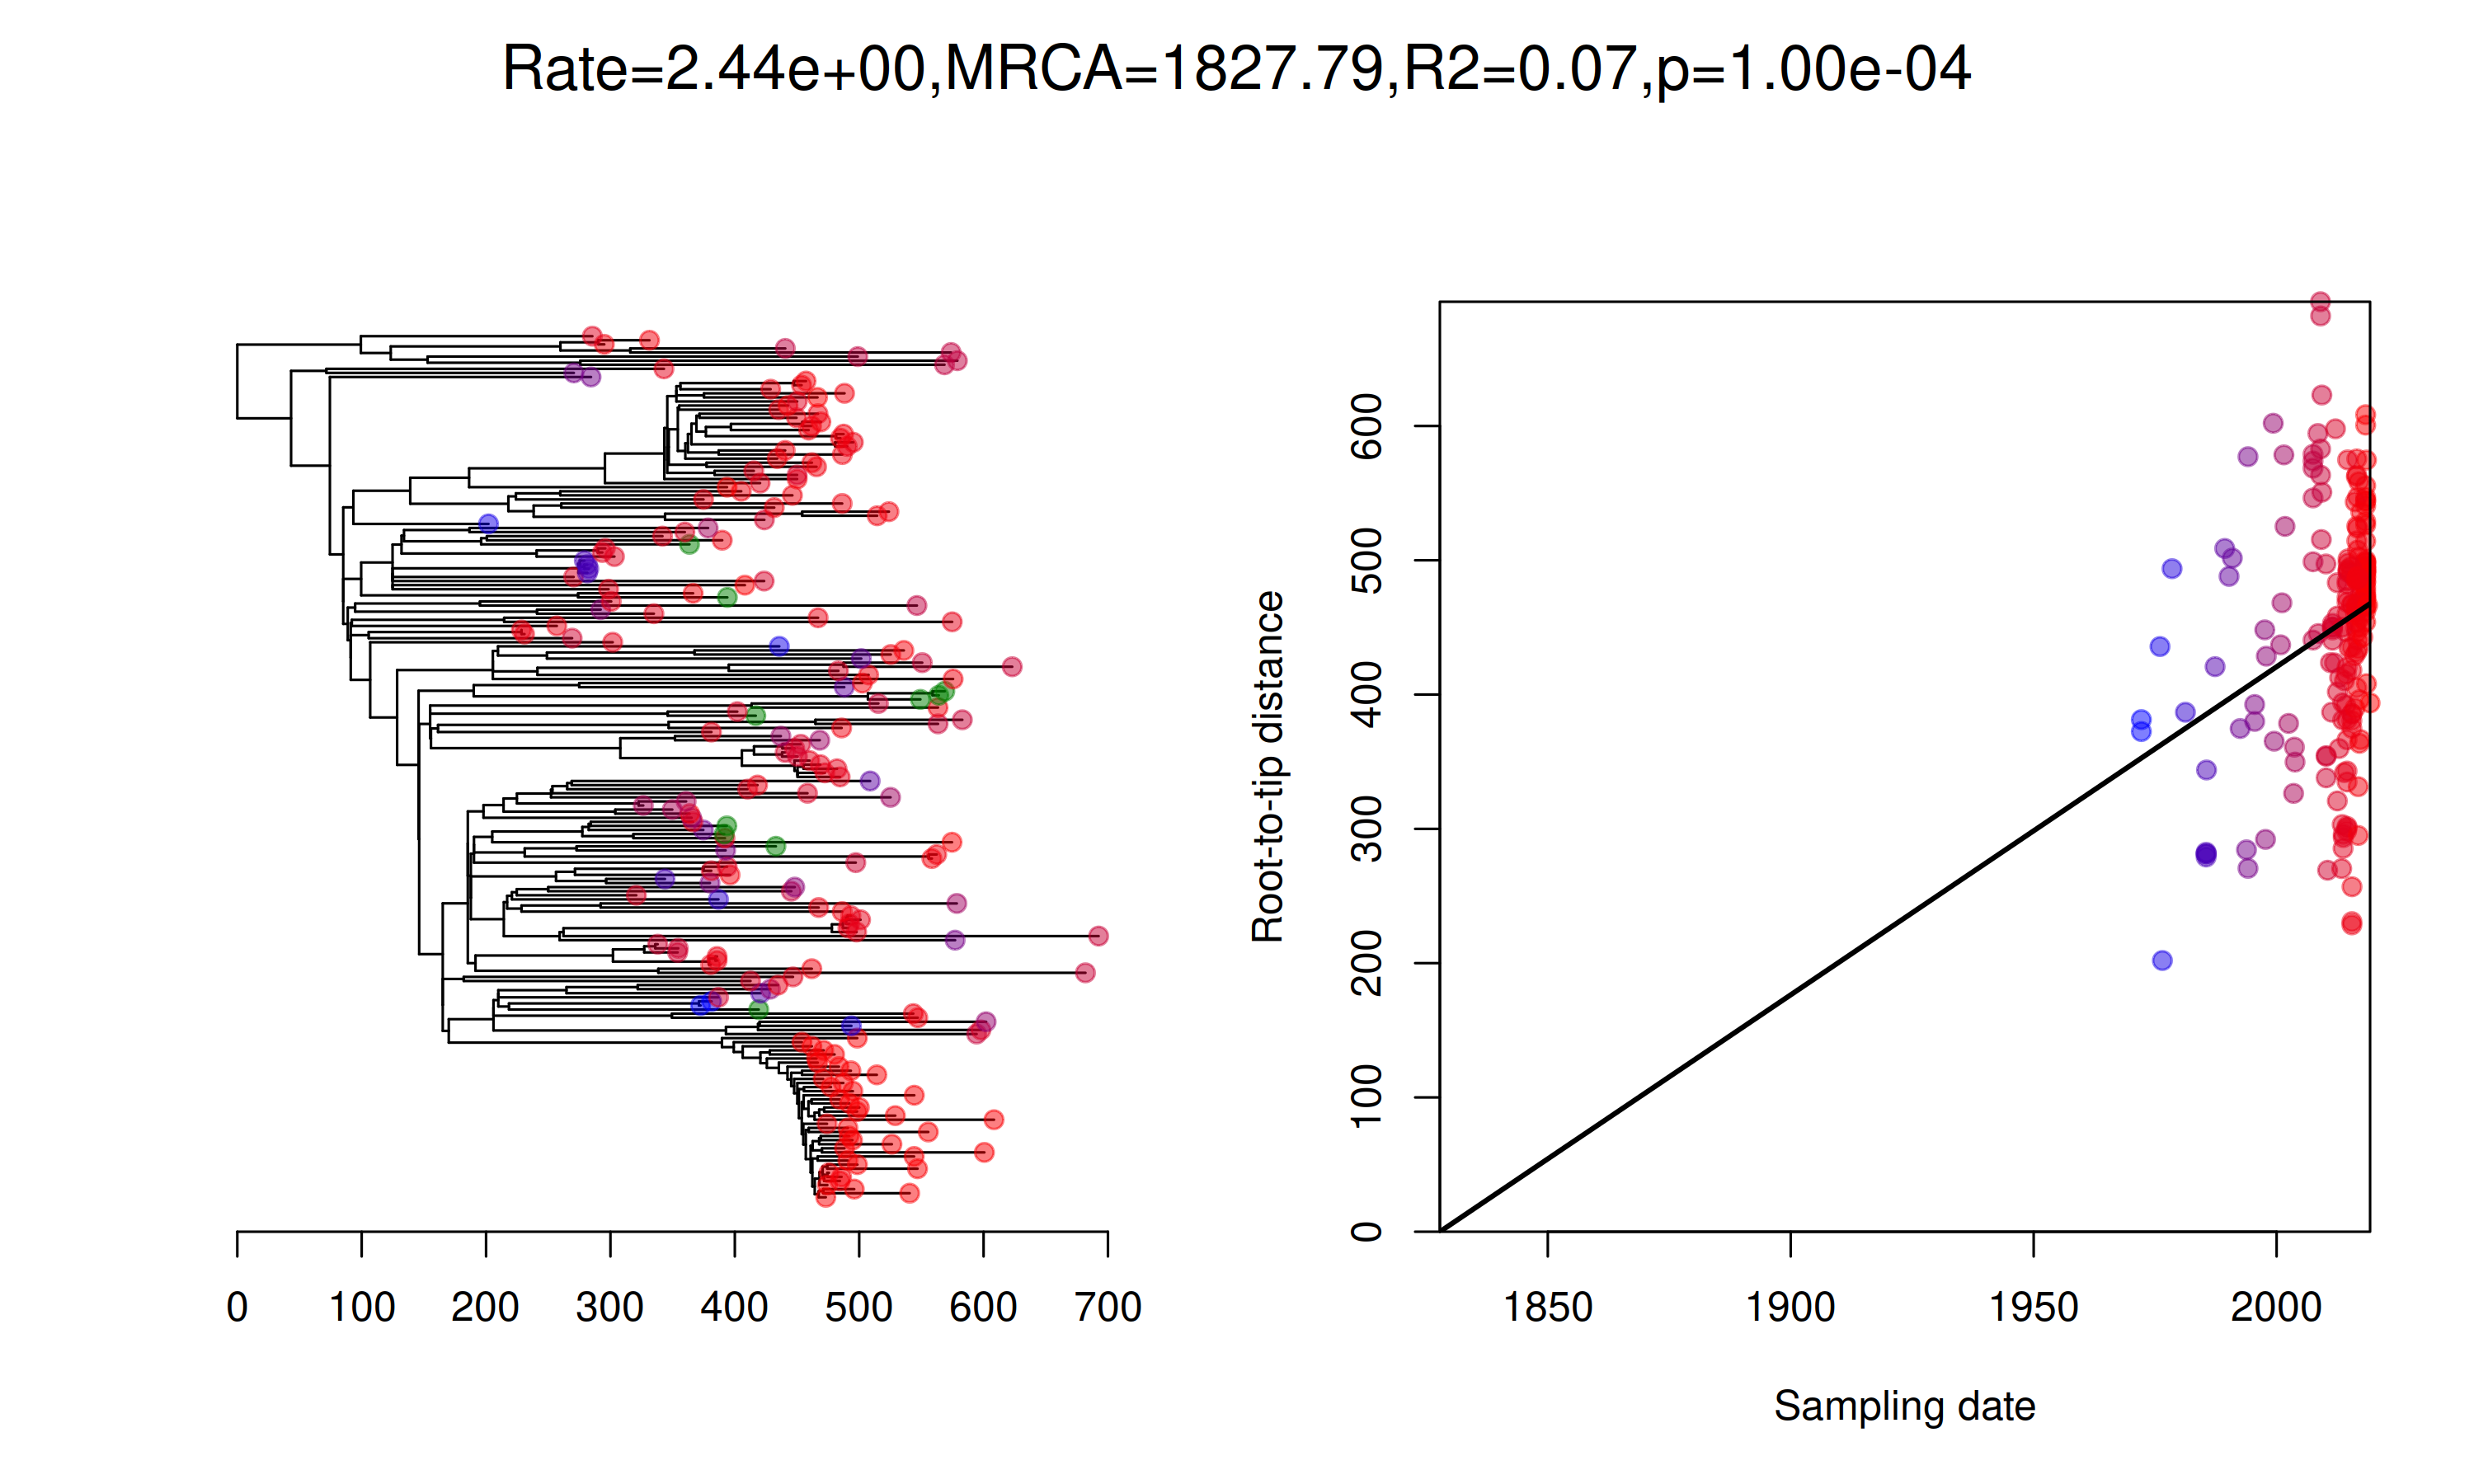 Rate=2.44e+00,MRCA=1827.79,R2=0.07,p=1.00e-04
0 100 200 300 400 500 600 700
Root-to-tip distance
0 100 200 300 400 500 600
1850 1900 1950 2000
Sampling date